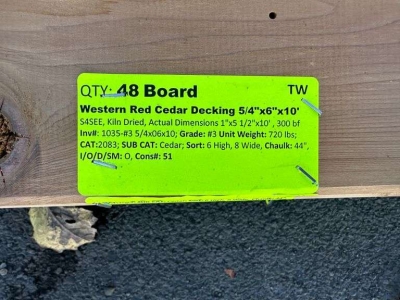 QTY: 48 Board TW
Western Red Cedar Decking 5/4"x6"x10'
S4SEE, Kiln Dried, Actual Dimensions 1"x5 1/2"x10' , 300 bf
Inv#: 1035-#3 5/4x06x10; Grade: #3 Unit Weight: 720 lbs;
CAT:2083; SUB CAT: Cedar; Sort: 6 High, 8 Wide, Chaulk: 44",
I/O/D/SM: O, Cons#: 51